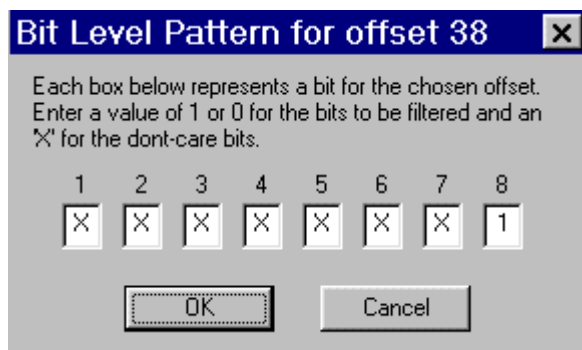 Bit Level Pattern for offset 38
Each box below represents a bit for the chosen offset.
Enter a value of 1 or 0 for the bits to be filtered and an
'X' for the dont-care bits.
1 2 3 4 5 6 7 8
X X X X X X X 1
OK Cancel